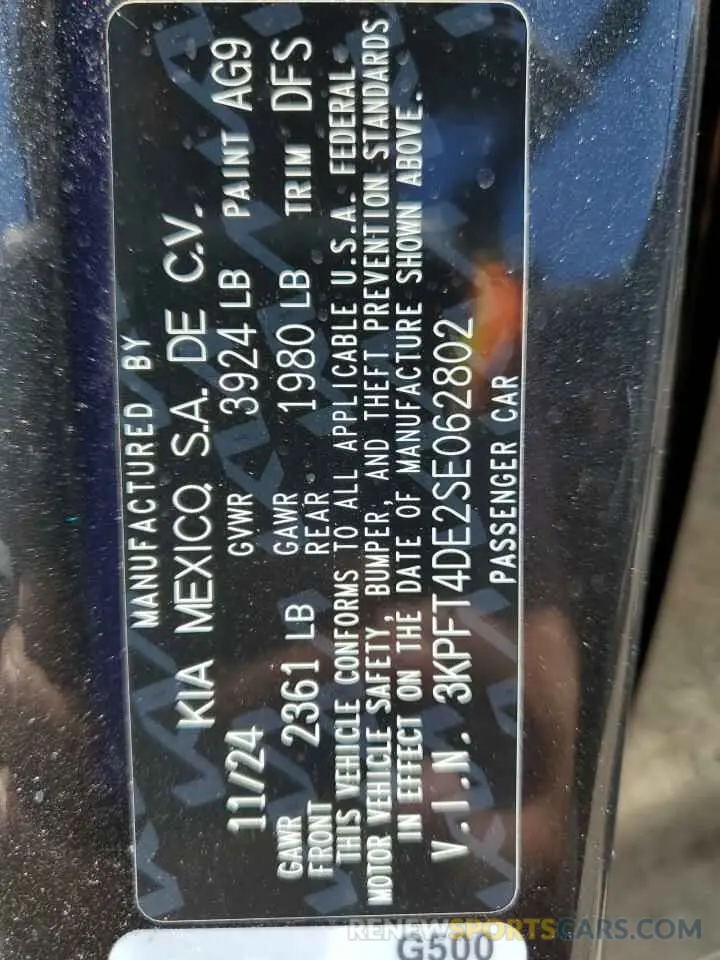 MANUFACTURED BY
KIA MEXICO, S.A. DE C.V.
11/24 GVWR 3924 LB PAINT AG9
GAWR FRONT 2361 LB GAWR REAR 1980 LB TRIM DFS
THIS VEHICLE CONFORMS TO ALL APPLICABLE U.S.A. FEDERAL
MOTOR VEHICLE SAFETY, BUMPER, AND THEFT PREVENTION STANDARDS
IN EFFECT ON THE DATE OF MANUFACTURE SHOWN ABOVE.
V.I.N. 3KPFT4DE2SE062802
PASSENGER CAR
G500
RENEWSPORTSCARS.COM